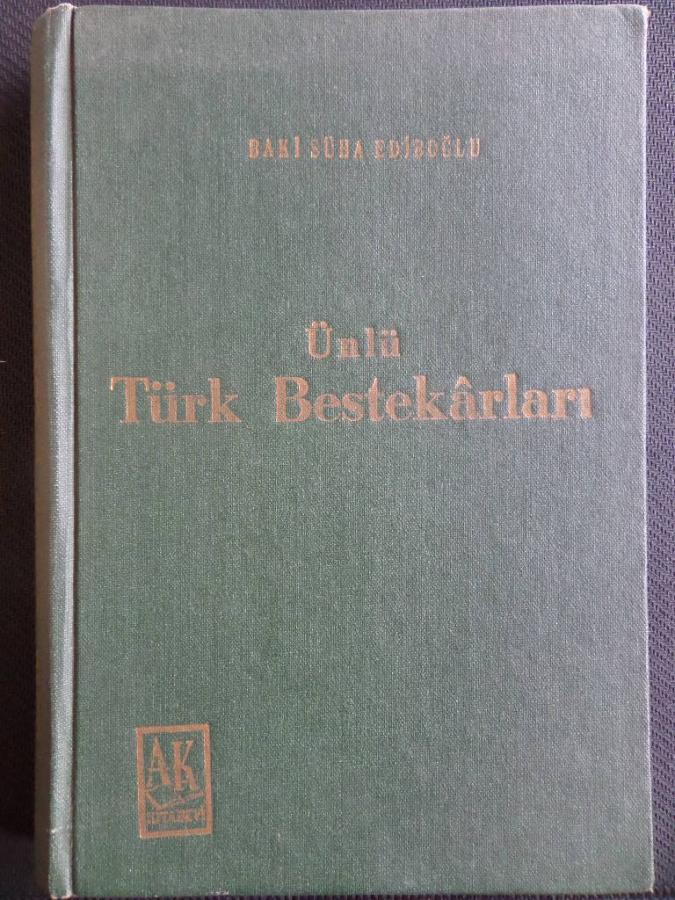 BAKİ SÜHA EDİBOĞLU
Ünlü
Türk Bestekârları
AK
KİTABEVİ